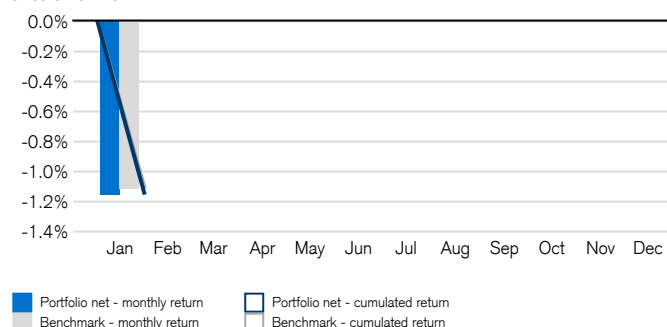 0.0%
-0.2%
-0.4%
-0.6%
-0.8%
-1.0%
-1.2%
-1.4%
Jan Feb Mar Apr May Jun Jul Aug Sep Oct Nov Dec
Portfolio net - monthly return Portfolio net - cumulated return
Benchmark - monthly return Benchmark - cumulated return